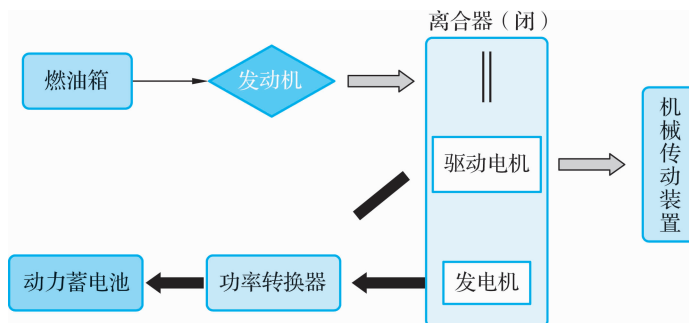 离合器（闭）
燃油箱
发动机
机械传动装置
驱动电机
动力蓄电池
功率转换器
发电机